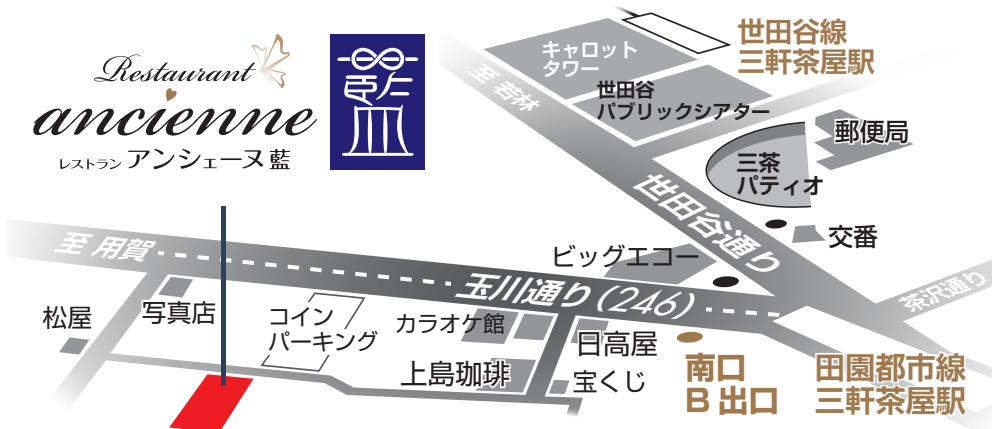 Restaurant
ancienne
レストラン アンシェーヌ 藍
世田谷線
三軒茶屋駅
キャロット
タワー
至 若林
世田谷
パブリックシアター
郵便局
三茶
パティオ
世田谷通り
交番
至 用賀
ビッグエコー
玉川通り (246)
茶沢通り
松屋
写真店
コイン
パーキング
カラオケ館
日高屋
上島珈琲
宝くじ
南口
B 出口
田園都市線
三軒茶屋駅